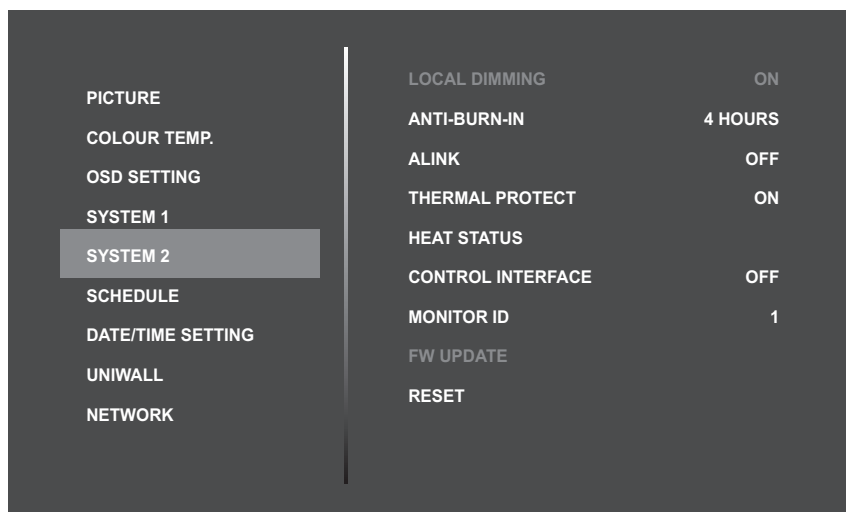 PICTURE
COLOUR TEMP.
OSD SETTING
SYSTEM 1
SYSTEM 2
SCHEDULE
DATE/TIME SETTING
UNIWALL
NETWORK
LOCAL DIMMING ON
ANTI-BURN-IN 4 HOURS
ALINK OFF
THERMAL PROTECT ON
HEAT STATUS
CONTROL INTERFACE OFF
MONITOR ID 1
FW UPDATE
RESET